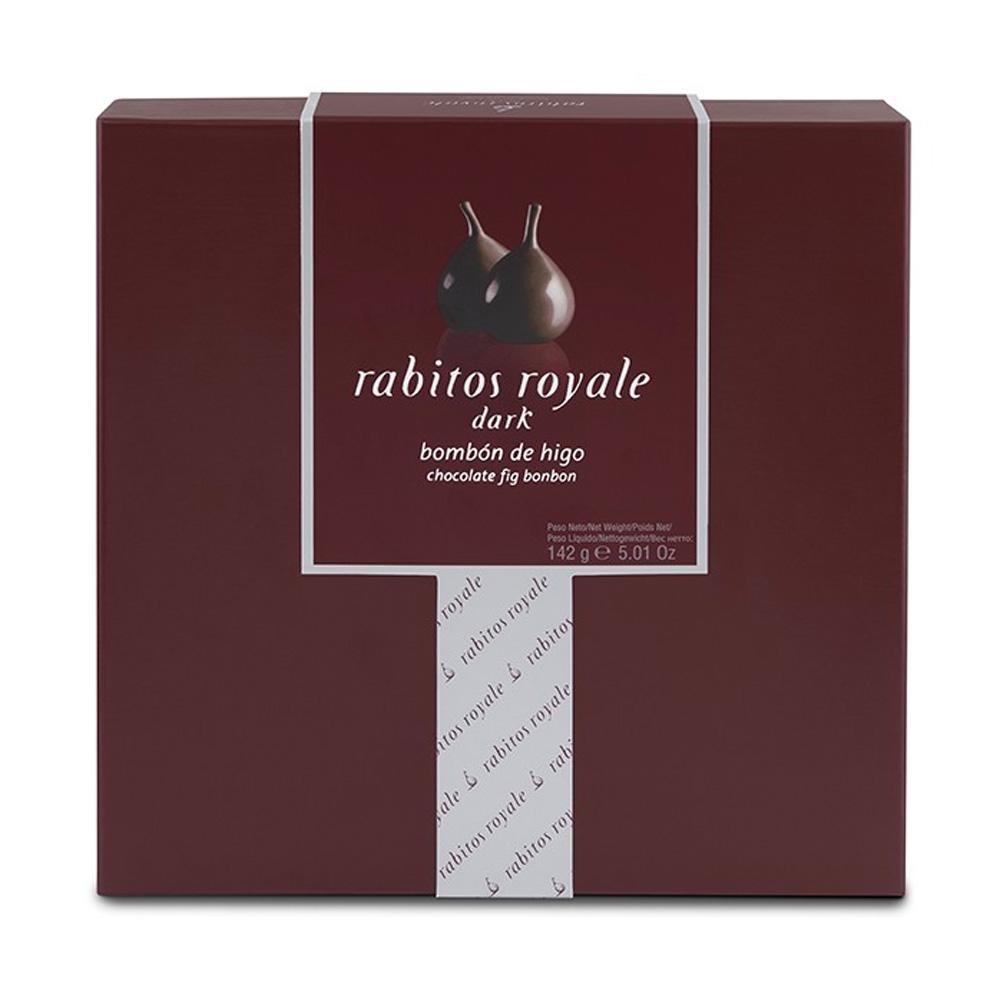 rabitos royale
rabitos royale
dark
bombón de higo
chocolate fig bonbon
Peso Neto/Net Weight/Poids Net/
Peso Líquido/Nettogewicht/Вес нетто:
142 g ℮ 5.01 Oz
royale
rabitos royale
rabitos
royale
rabitos royale
rabitos royale